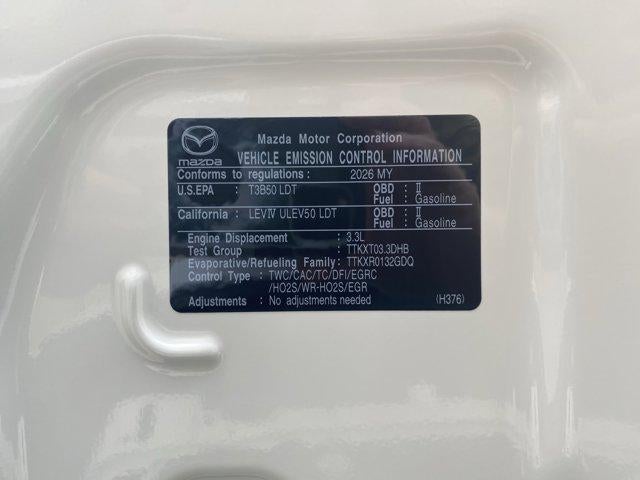 Mazda Motor Corporation
mazda VEHICLE EMISSION CONTROL INFORMATION
Conforms to regulations : 2026 MY
U.S.EPA : T3B50 LDT OBD : II
Fuel : Gasoline
California : LEVIV ULEV50 LDT OBD : II
Fuel : Gasoline
Engine Displacement : 3.3L
Test Group : TTKXT03.3DHB
Evaporative/Refueling Family: TTKXR0132GDQ
Control Type : TWC/CAC/TC/DFI/EGRC
/HO2S/WR-HO2S/EGR
Adjustments : No adjustments needed (H376)